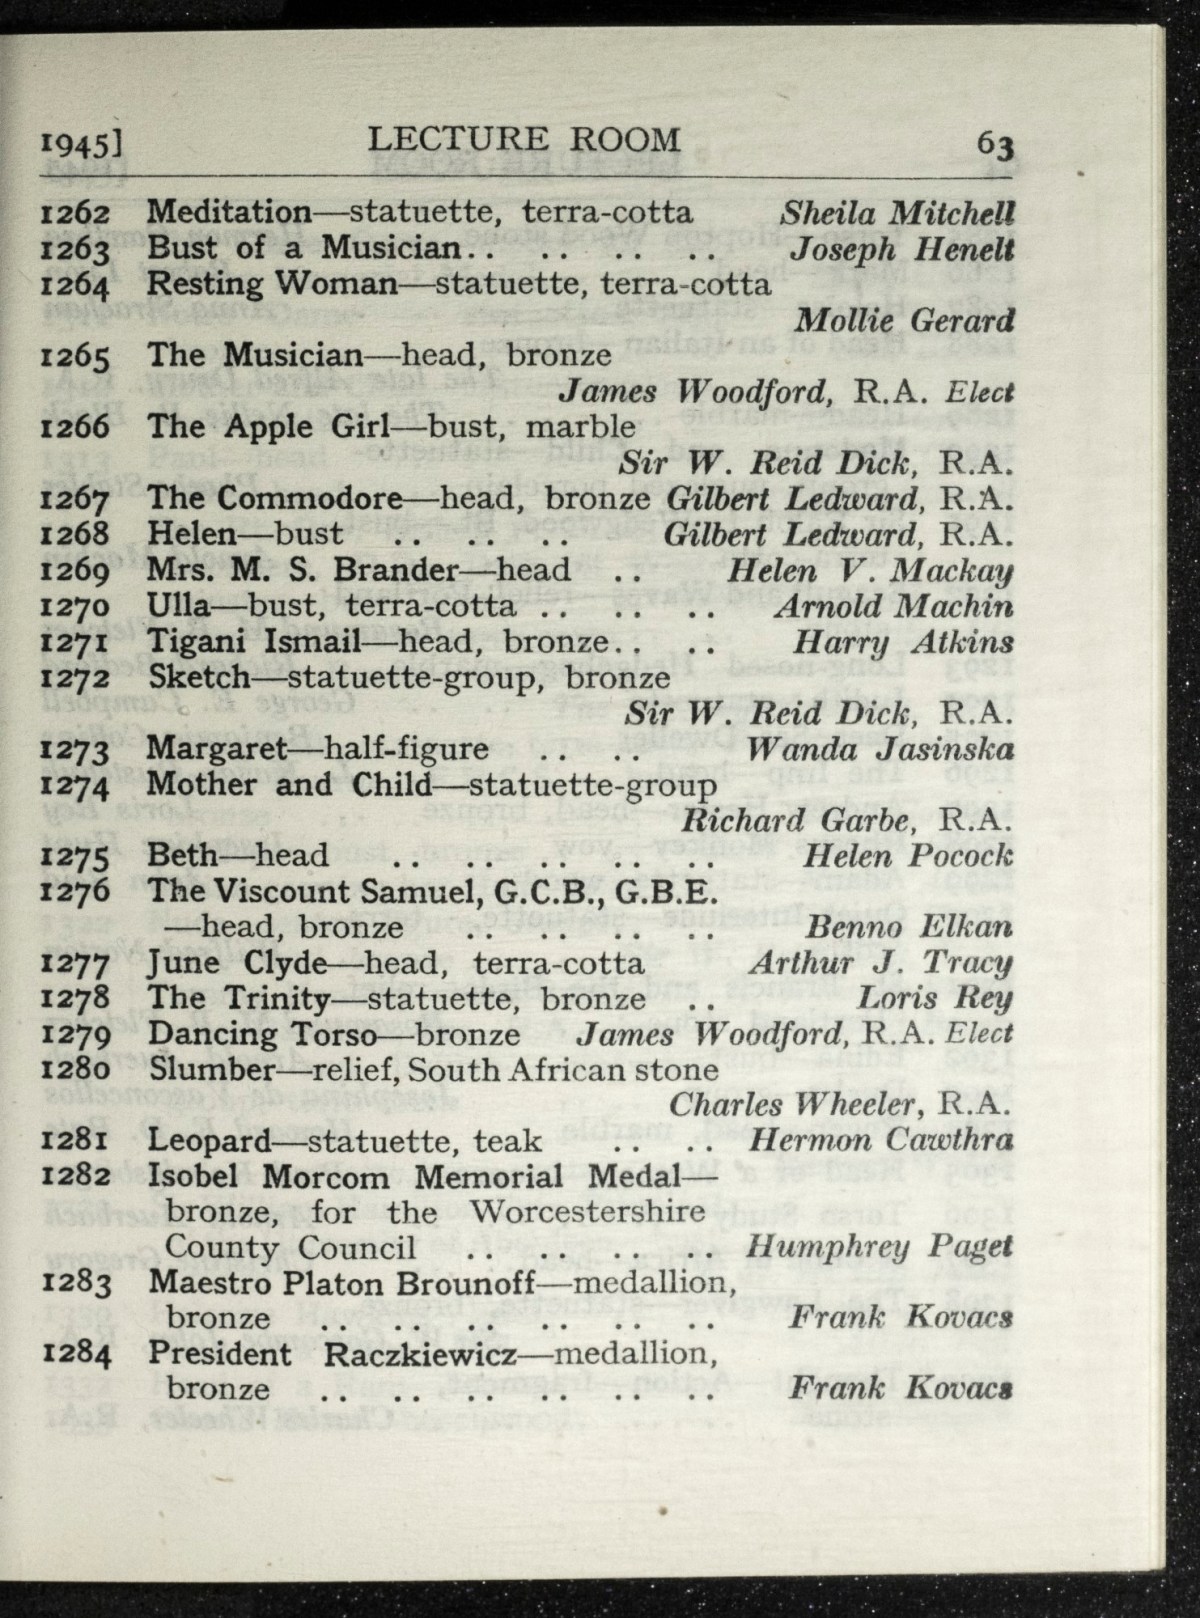 1945] LECTURE ROOM 63
1262 Meditation—statuette, terra-cotta Sheila Mitchell
1263 Bust of a Musician.. .. .. .. Joseph Henelt
1264 Resting Woman—statuette, terra-cotta
Mollie Gerard
1265 The Musician—head, bronze
James Woodford, R.A. Elect
1266 The Apple Girl—bust, marble
Sir W. Reid Dick, R.A.
1267 The Commodore—head, bronze Gilbert Ledward, R.A.
1268 Helen—bust .. .. .. Gilbert Ledward, R.A.
1269 Mrs. M. S. Brander—head .. Helen V. Mackay
1270 Ulla—bust, terra-cotta .. .. .. Arnold Machin
1271 Tigani Ismail—head, bronze.. .. Harry Atkins
1272 Sketch—statuette-group, bronze
Sir W. Reid Dick, R.A.
1273 Margaret—half-figure .. .. Wanda Jasinska
1274 Mother and Child—statuette-group
Richard Garbe, R.A.
1275 Beth—head .. .. .. .. .. Helen Pocock
1276 The Viscount Samuel, G.C.B., G.B.E.
—head, bronze .. .. .. .. Benno Elkan
1277 June Clyde—head, terra-cotta Arthur J. Tracy
1278 The Trinity—statuette, bronze .. Loris Rey
1279 Dancing Torso—bronze James Woodford, R.A. Elect
1280 Slumber—relief, South African stone
Charles Wheeler, R.A.
1281 Leopard—statuette, teak .. .. Hermon Cawthra
1282 Isobel Morcom Memorial Medal—
bronze, for the Worcestershire
County Council .. .. .. .. Humphrey Paget
1283 Maestro Platon Brounoff—medallion,
bronze .. .. .. .. .. .. Frank Kovacs
1284 President Raczkiewicz—medallion,
bronze .. .. .. .. .. .. Frank Kovacs